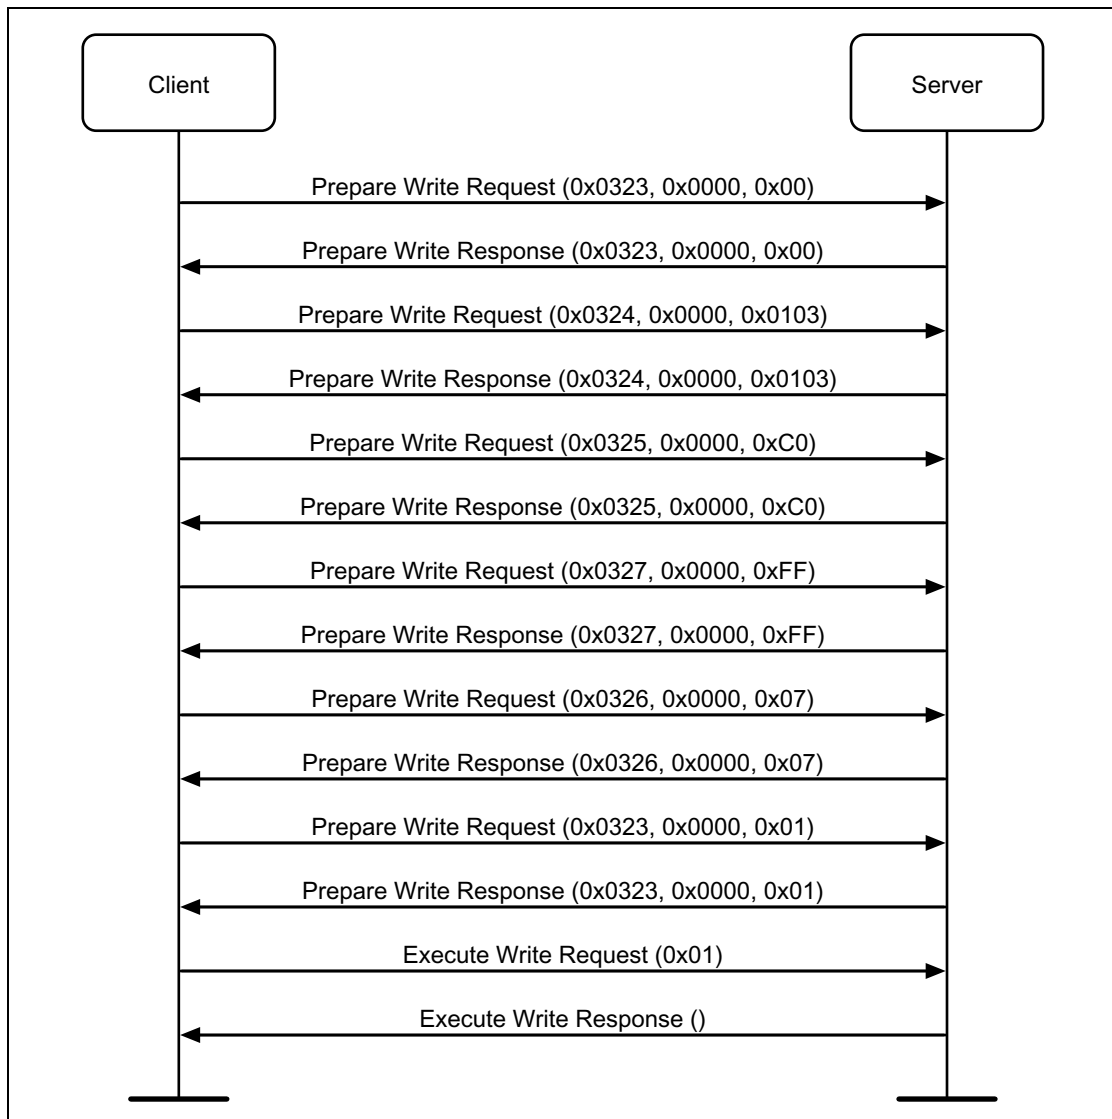 Client
Server
Prepare Write Request (0x0323, 0x0000, 0x00)
Prepare Write Response (0x0323, 0x0000, 0x00)
Prepare Write Request (0x0324, 0x0000, 0x0103)
Prepare Write Response (0x0324, 0x0000, 0x0103)
Prepare Write Request (0x0325, 0x0000, 0xC0)
Prepare Write Response (0x0325, 0x0000, 0xC0)
Prepare Write Request (0x0327, 0x0000, 0xFF)
Prepare Write Response (0x0327, 0x0000, 0xFF)
Prepare Write Request (0x0326, 0x0000, 0x07)
Prepare Write Response (0x0326, 0x0000, 0x07)
Prepare Write Request (0x0323, 0x0000, 0x01)
Prepare Write Response (0x0323, 0x0000, 0x01)
Execute Write Request (0x01)
Execute Write Response ()